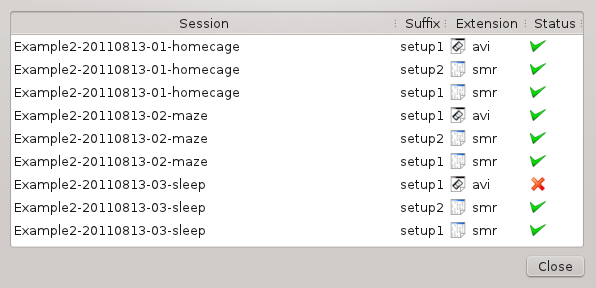 Session Suffix Extension Status
Example2-20110813-01-homecage setup1 avi
Example2-20110813-01-homecage setup2 smr
Example2-20110813-01-homecage setup1 smr
Example2-20110813-02-maze setup1 avi
Example2-20110813-02-maze setup2 smr
Example2-20110813-02-maze setup1 smr
Example2-20110813-03-sleep setup1 avi
Example2-20110813-03-sleep setup2 smr
Example2-20110813-03-sleep setup1 smr
Close